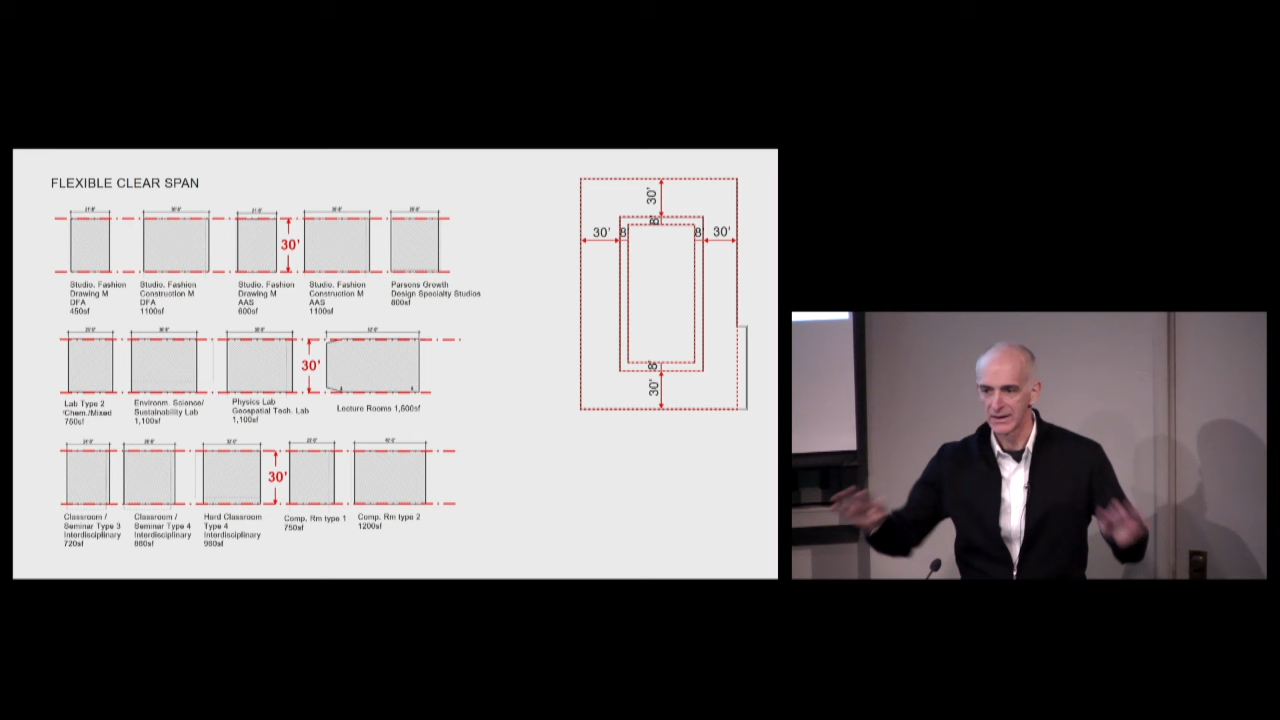 FLEXIBLE CLEAR SPAN
30'
Studio. Fashion
Drawing M
DFA
450sf
Studio. Fashion
Construction M
DFA
1100sf
Studio. Fashion
Drawing M
AAS
600sf
Studio. Fashion
Construction M
AAS
1100sf
Parsons Growth
Design Specialty Studios
800sf
30'
Lab Type 2
Chem./Mixed
750sf
Environm. Science/
Sustainability Lab
1,100sf
Physics Lab
Geospatial Tech. Lab
1,100sf
Lecture Rooms 1,600sf
30'
Classroom /
Seminar Type 3
Interdisciplinary
720sf
Classroom /
Seminar Type 4
Interdisciplinary
880sf
Hard Classroom
Type 4
Interdisciplinary
960sf
Comp. Rm type 1
750sf
Comp. Rm type 2
1200sf
30'
8'
30'
8'
8'
30'
8'
30'